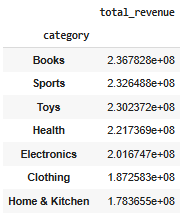 total_revenue
category
Books 2.367828e+08
Sports 2.326488e+08
Toys 2.302372e+08
Health 2.217369e+08
Electronics 2.016747e+08
Clothing 1.872583e+08
Home & Kitchen 1.783655e+08